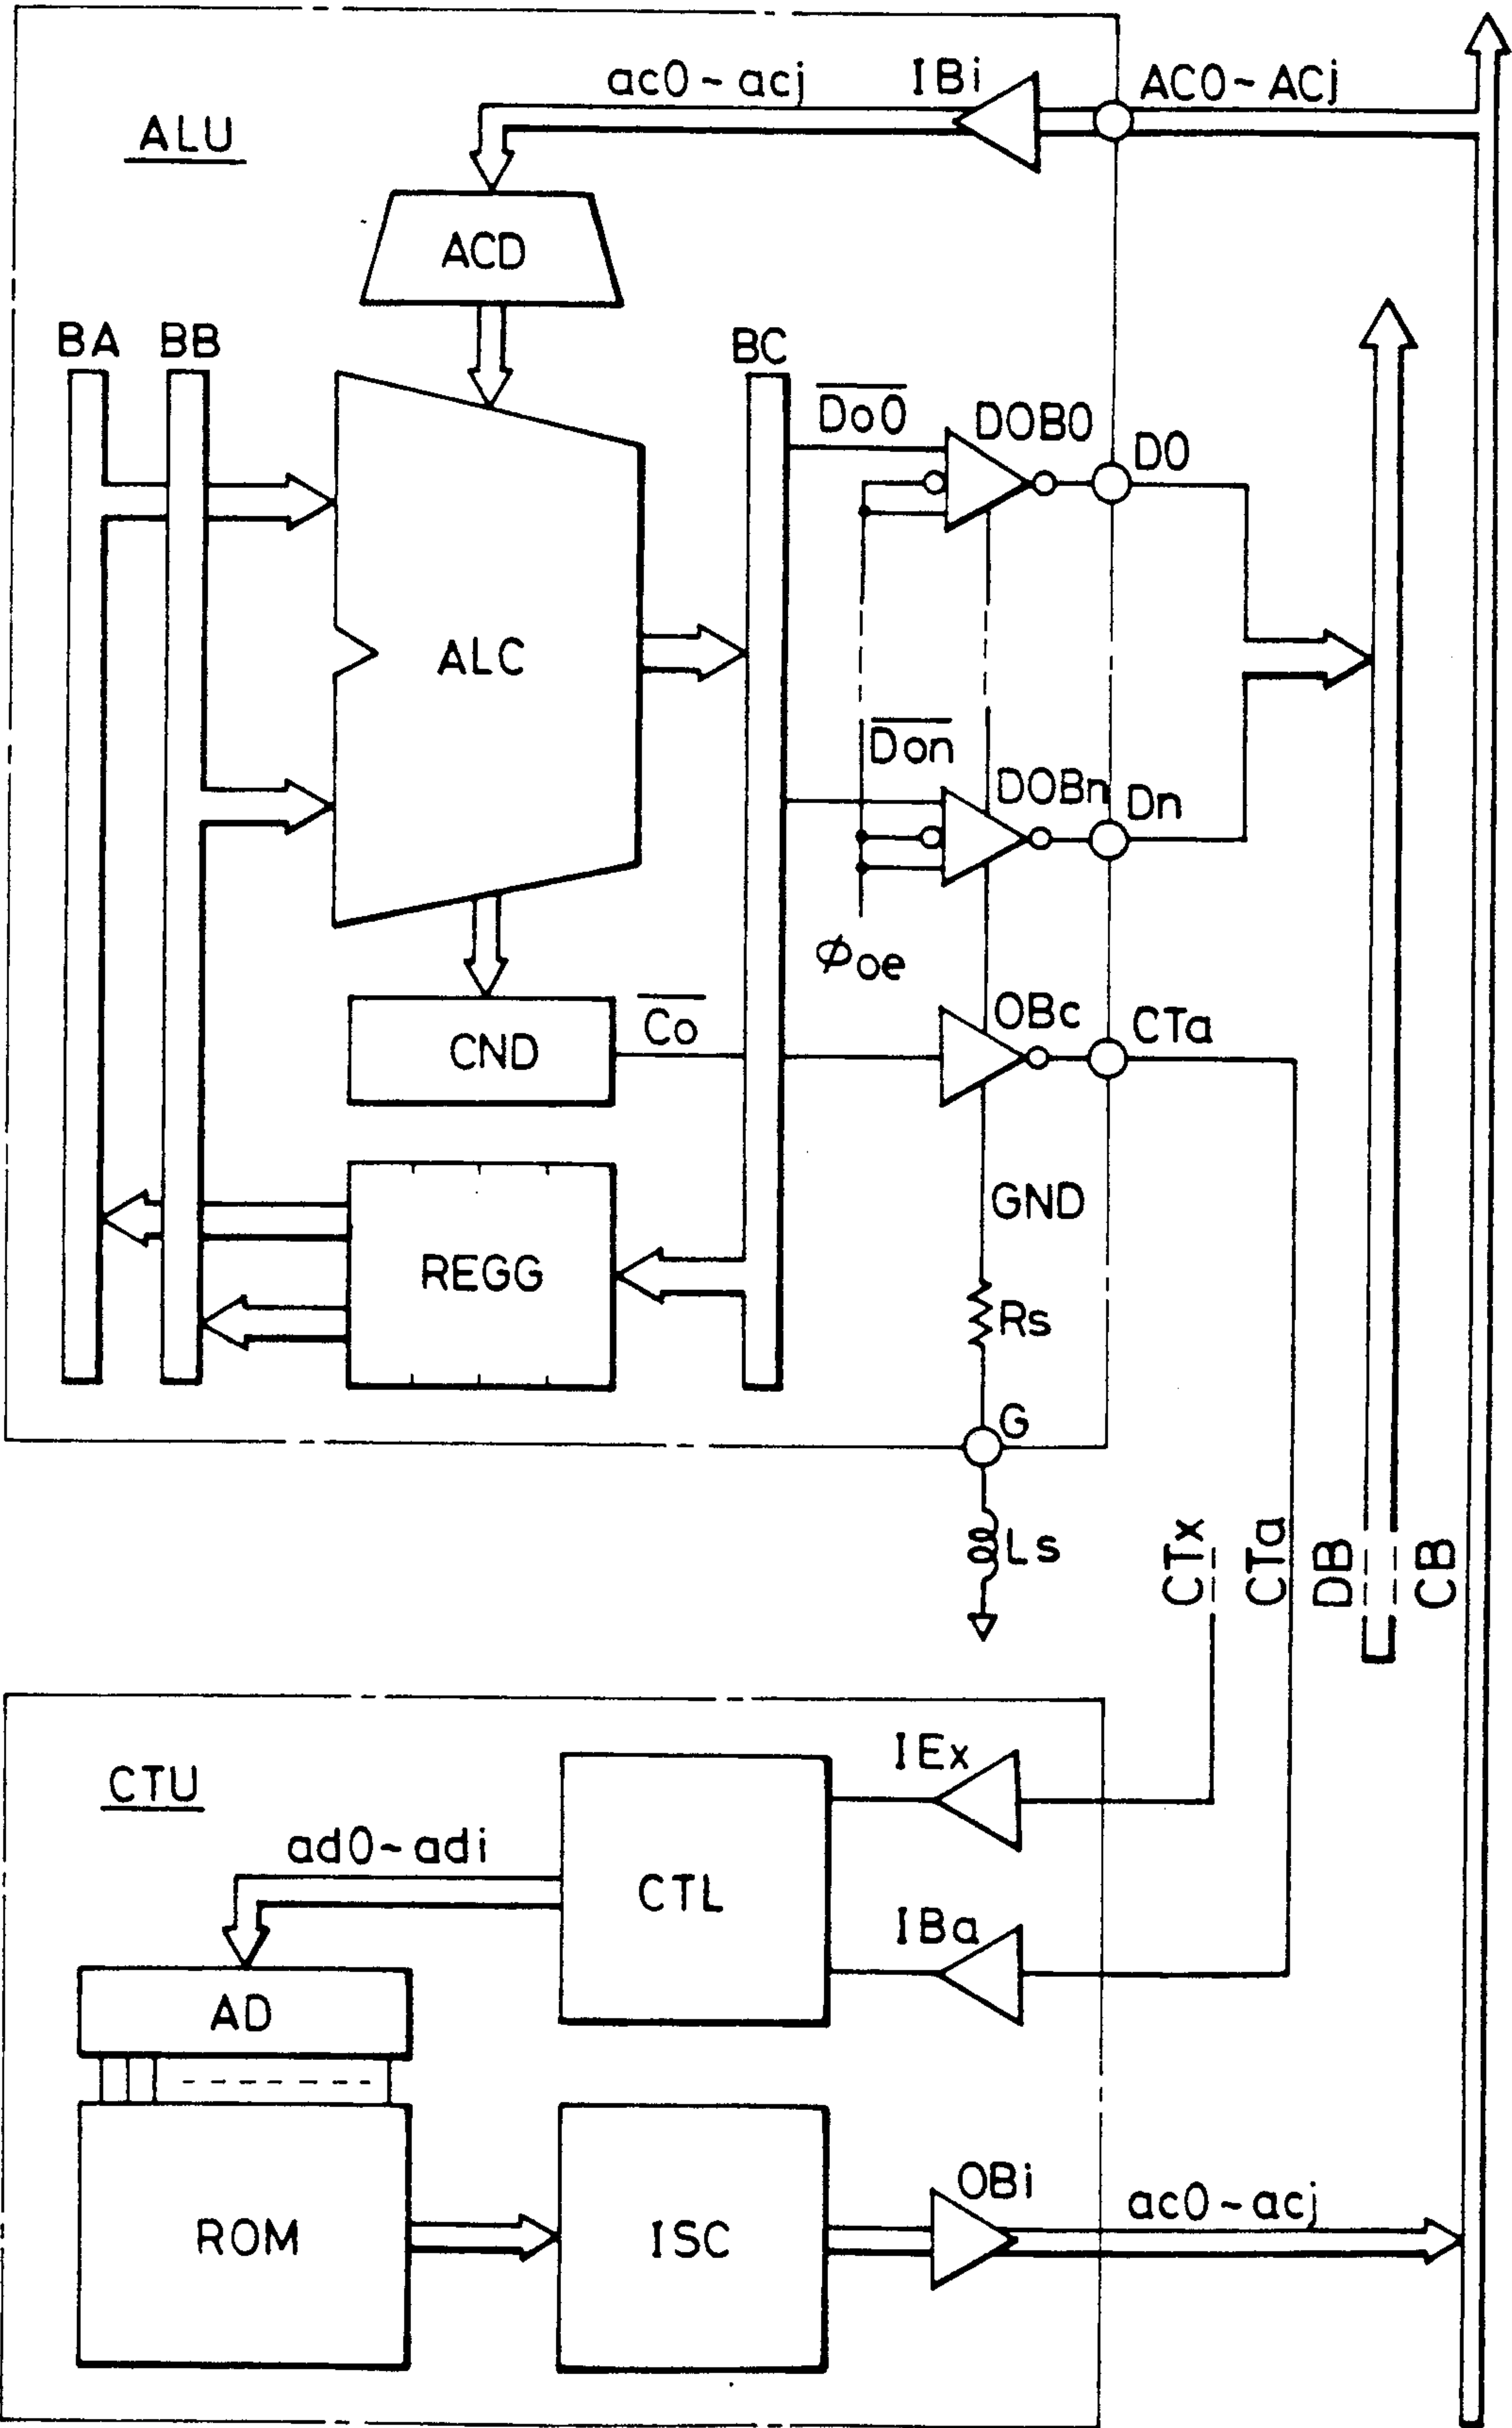 ac0~acj
IBi
AC0~ACj
ALU
ACD
BA
BB
BC
Do0
DOB0
D0
ALC
Don
DOBn
Dn
φoe
CND
Co
OBc
CTa
GND
REGG
Rs
G
Ls
CTx
CTa
DB
CB
CTU
IEx
ad0~adi
CTL
IBa
AD
ROM
ISC
OBi
ac0~acj